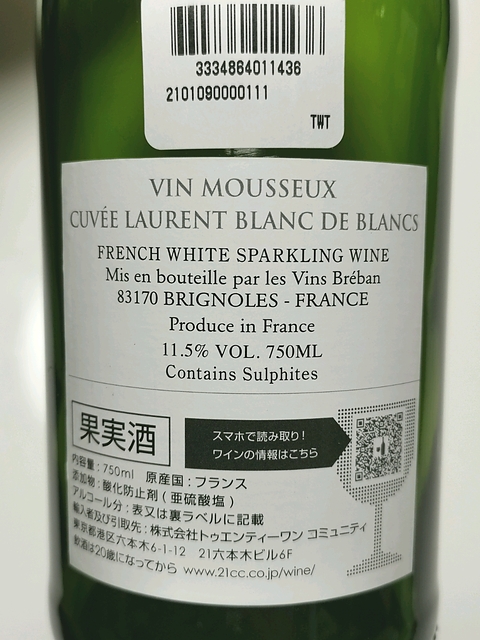 3334864011436
2101090000111
TWT
VIN MOUSSEUX
CUVÉE LAURENT BLANC DE BLANCS
FRENCH WHITE SPARKLING WINE
Mis en bouteille par les Vins Bréban
83170 BRIGNOLES - FRANCE
Produce in France
11.5% VOL. 750ML
Contains Sulphites
果実酒
スマホで読み取り!
ワインの情報はこちら
内容量:750ml 原産国:フランス
添加物:酸化防止剤(亜硫酸塩)
アルコール分:表又は裏ラベルに記載
輸入者及び引取先:株式会社トゥエンティーワン コミュニティ
東京都港区六本木6-1-12 21六本木ビル6F
飲酒は20歳になってから www.21cc.co.jp/wine/